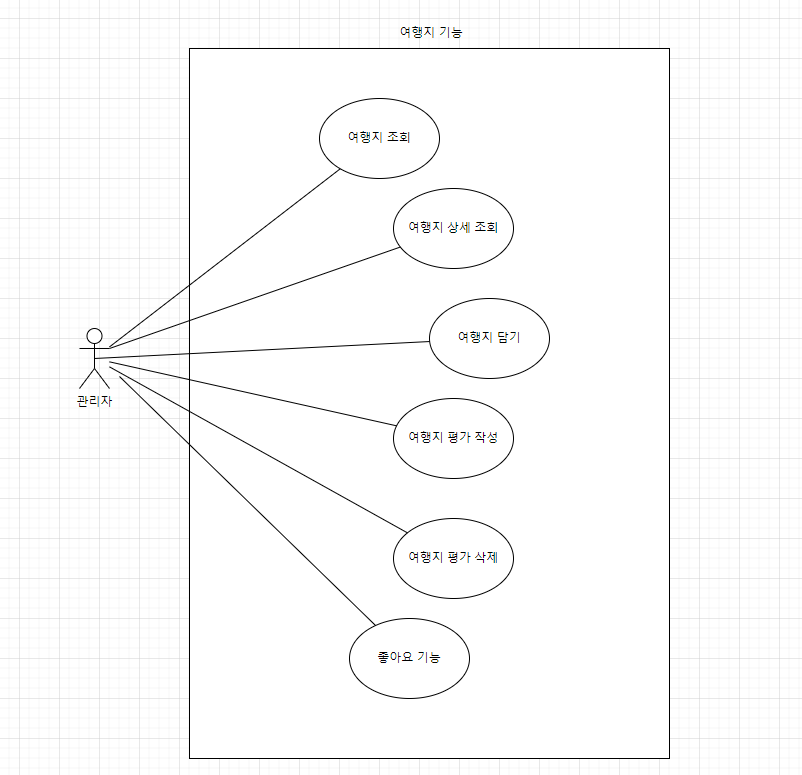 여행지 기능
여행지 조회
여행지 상세 조회
여행지 담기
관리자
여행지 평가 작성
여행지 평가 삭제
좋아요 기능